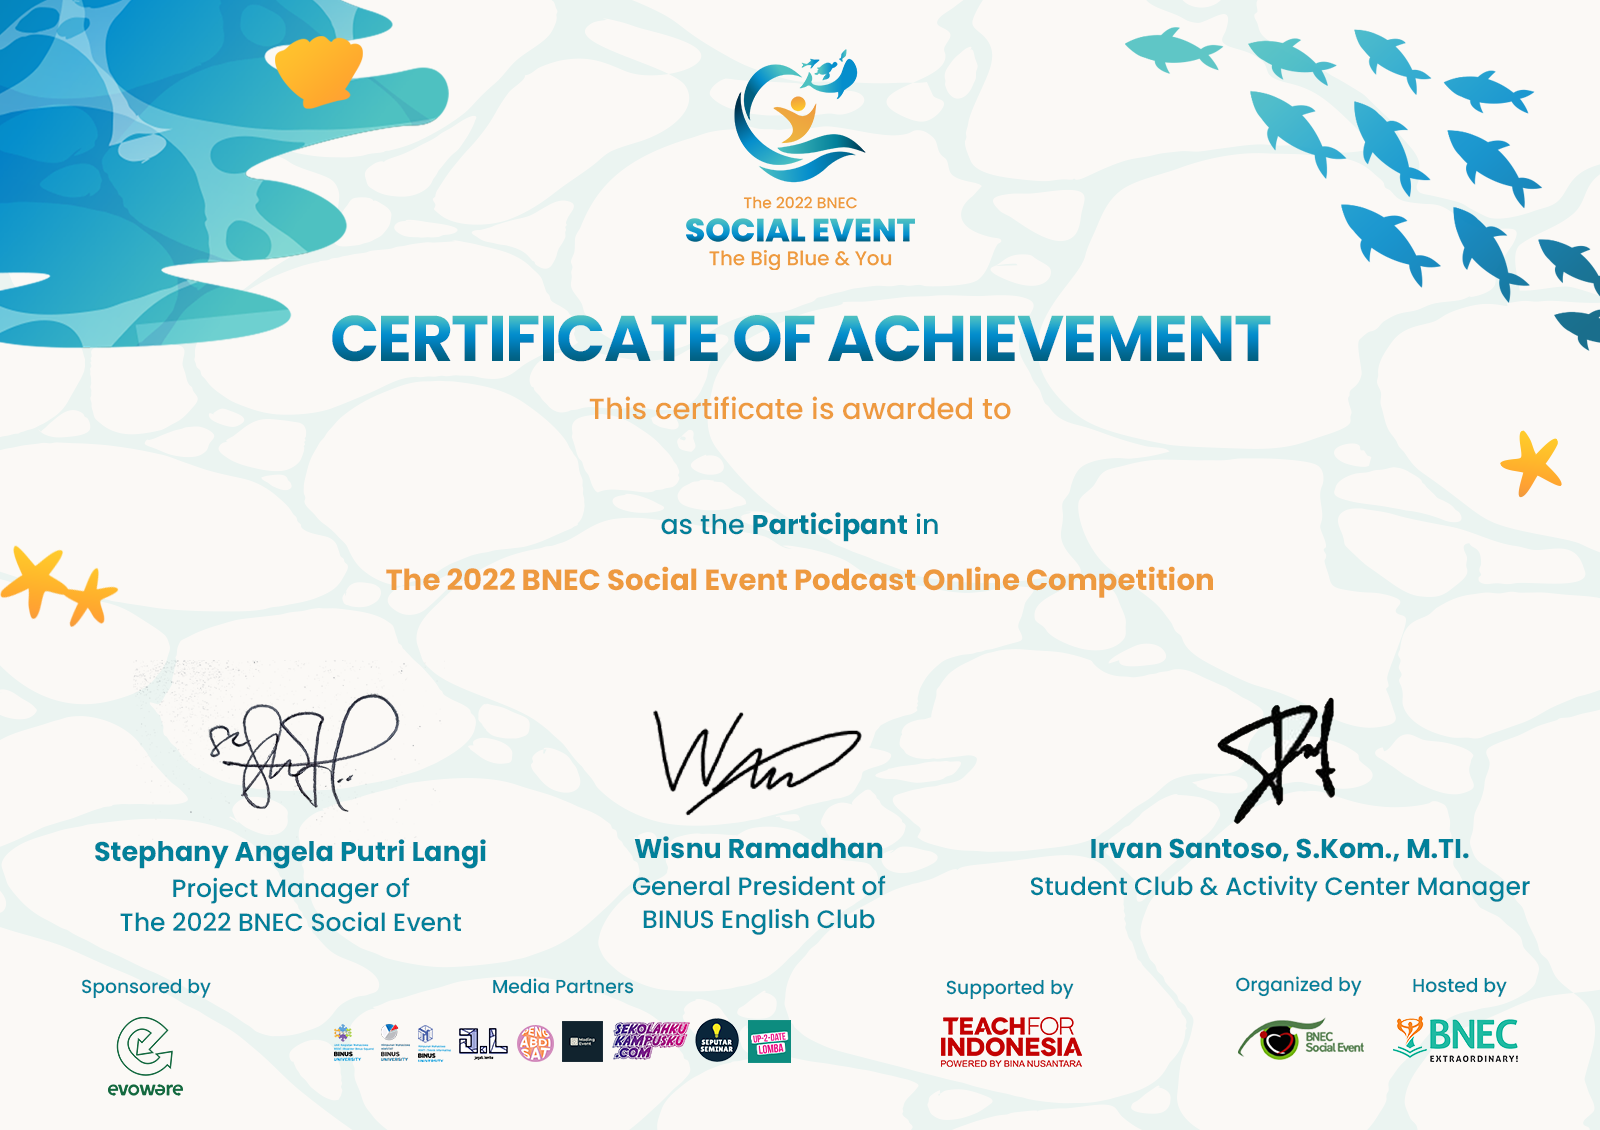 The 2022 BNEC
SOCIAL EVENT
The Big Blue & You
CERTIFICATE OF ACHIEVEMENT
This certificate is awarded to
as the Participant in
The 2022 BNEC Social Event Podcast Online Competition
Stephany Angela Putri Langi
Project Manager of
The 2022 BNEC Social Event
Wisnu Ramadhan
General President of
BINUS English Club
Irvan Santoso, S.Kom., M.TI.
Student Club & Activity Center Manager
Sponsored by
evoware
Media Partners
BINUS
UNIVERSITY
BINUS
UNIVERSITY
BINUS
UNIVERSITY
PENG
ABDI
SAT
Mading
Event
SEKOLAHKU
KAMPUSKU
.COM
SEPUTAR
SEMINAR
UP-2-DATE
LOMBA
Supported by
TEACH FOR
INDONESIA
POWERED BY BINA NUSANTARA
Organized by
BNEC
Social Event
Hosted by
BNEC
EXTRAORDINARY!